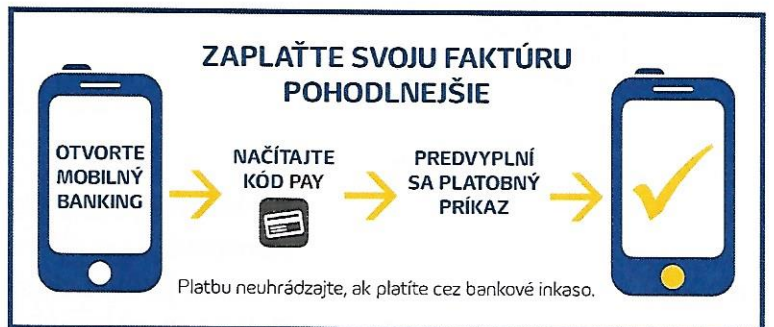 ZAPLAŤTE SVOJU FAKTÚRU
POHODLNEJŠIE
OTVORTE
MOBILNÝ
BANKING
NAČÍTAJTE
KÓD PAY
PREDVYPLNÍ
SA PLATOBNÝ
PRÍKAZ
Platbu neuhrádzajte, ak platíte cez bankové inkaso.